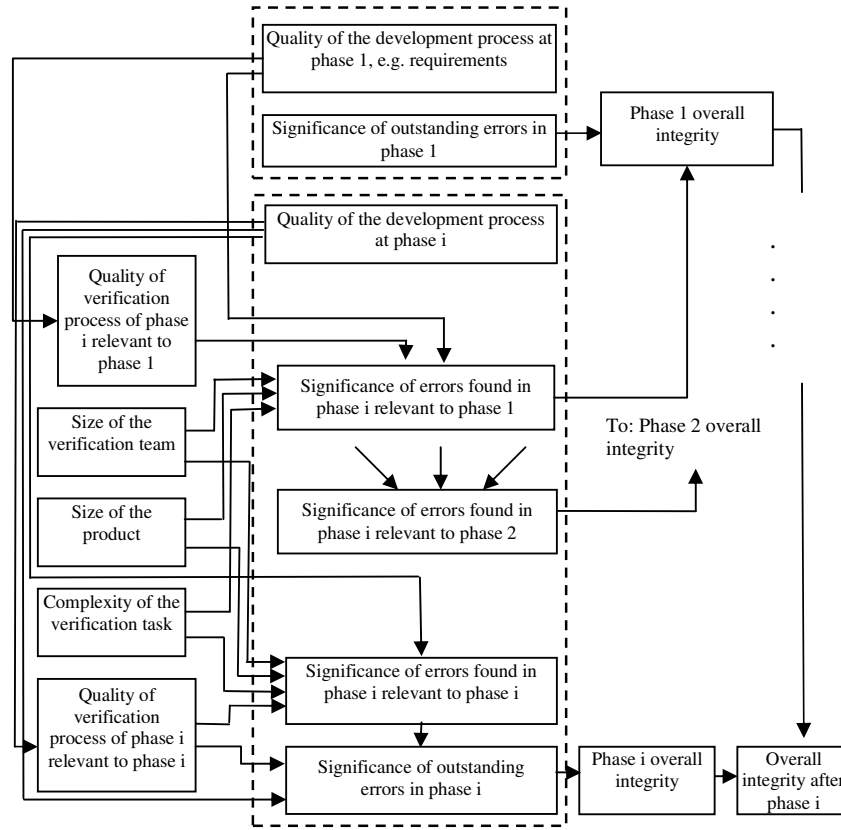 Quality of the development process at
phase 1, e.g. requirements
Significance of outstanding errors in
phase 1
Phase 1 overall
integrity
Quality of the development process
at phase i
Quality of
verification
process of phase
i relevant to
phase 1
Significance of errors found in
phase i relevant to phase 1
Size of the
verification team
To: Phase 2 overall
integrity
Size of the
product
Significance of errors found in
phase i relevant to phase 2
Complexity of the
verification task
Significance of errors found in
phase i relevant to phase i
Quality of
verification
process of phase i
relevant to phase i
Significance of outstanding
errors in phase i
Phase i overall
integrity
Overall
integrity after
phase i